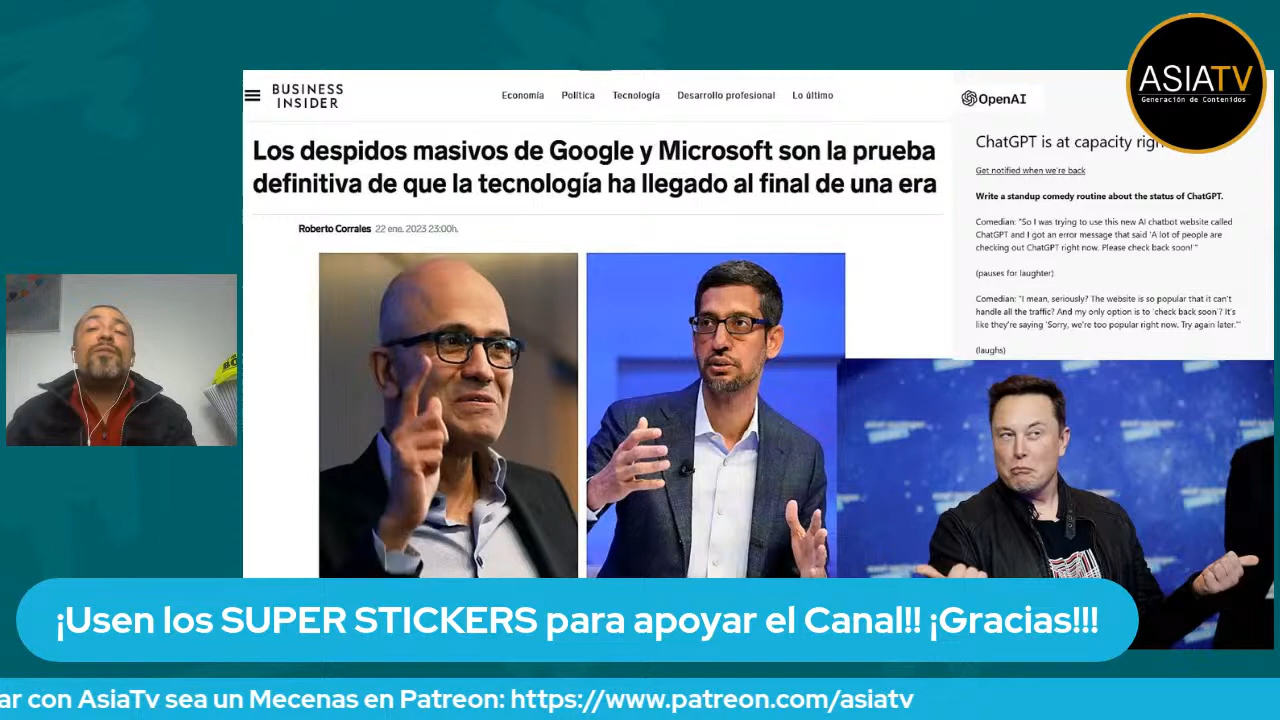 BUSINESS
INSIDER
Economía Política Tecnología Desarrollo profesional Lo último
Los despidos masivos de Google y Microsoft son la prueba
definitiva de que la tecnología ha llegado al final de una era
Roberto Corrales 22 ene. 2023 23:00h.
OpenAI
ChatGPT is at capacity
Get notified when we're back
Write a standup comedy routine about the status of ChatGPT.
Comedian: "So I was trying to use this new AI chatbot website called
ChatGPT and I got an error message that said 'A lot of people are
checking out ChatGPT right now. Please check back soon!'"
(pauses for laughter)
Comedian: "I mean, seriously? The website is so popular that it can't
handle all the traffic? And my only option is to 'check back soon'? It's
like they're saying 'Sorry, we're too popular right now. Try again later.'"
(laughs)
ASIATV
Generación de Contenidos
¡Usen los SUPER STICKERS para apoyar el Canal!! ¡Gracias!!!
ar con AsiaTv sea un Mecenas en Patreon: https://www.patreon.com/asiatv